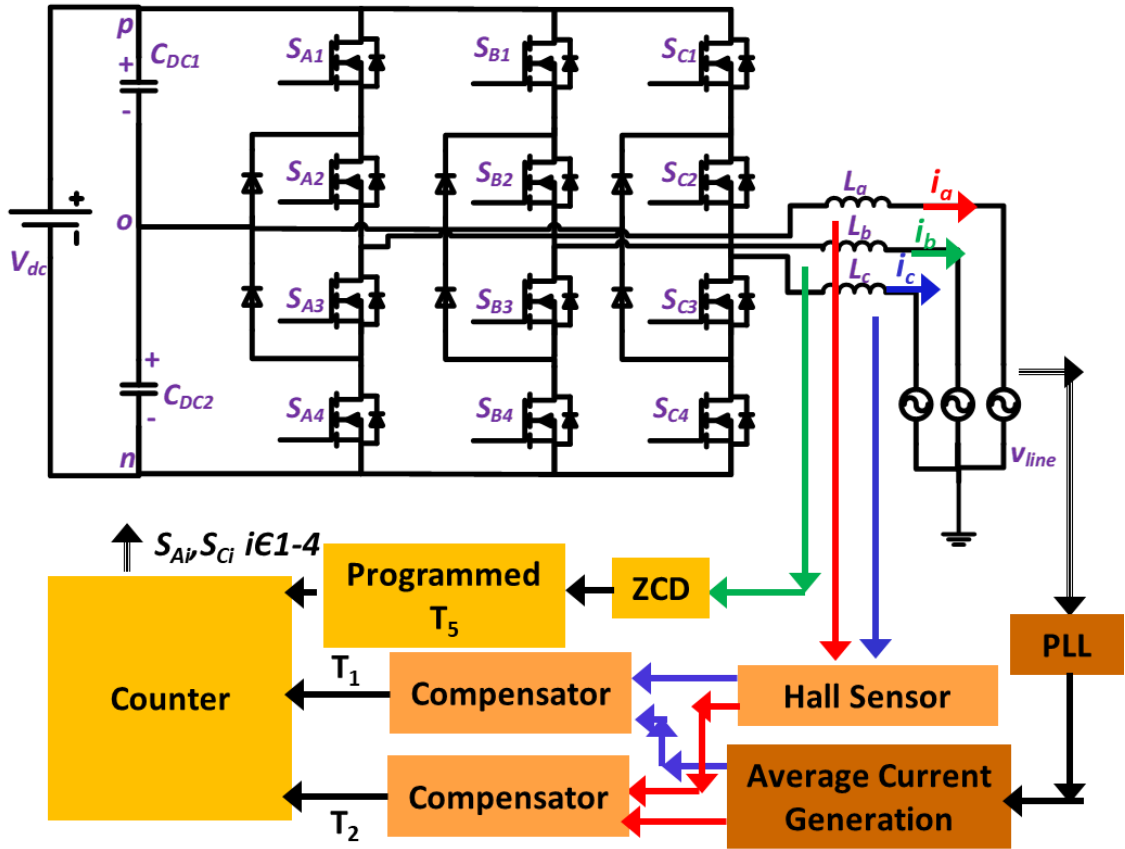 p
C_DC1
+
-
S_A1
S_B1
S_C1
S_A2
S_B2
S_C2
L_a
i_a
+
V_dc
o
L_b
i_b
L_c
i_c
S_A3
S_B3
S_C3
+
C_DC2
-
S_A4
S_B4
S_C4
n
v_line
S_Ai,S_Ci iЄ1-4
Programmed
T_5
ZCD
PLL
Counter
T_1
Compensator
Hall Sensor
T_2
Compensator
Average Current
Generation